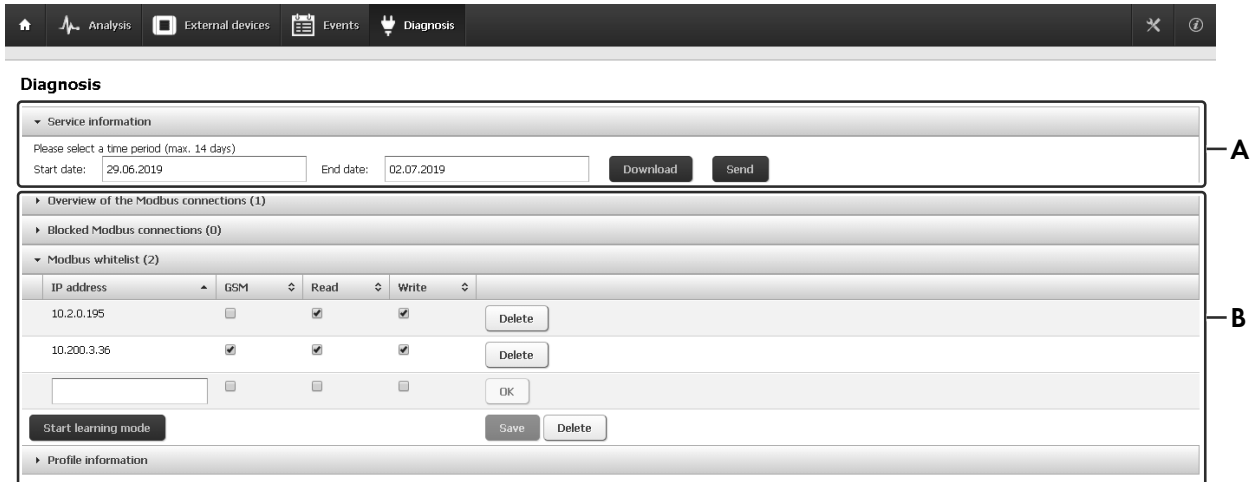 Analysis External devices Events Diagnosis
Diagnosis
Service information
Please select a time period (max. 14 days)
Start date: 29.06.2019 End date: 02.07.2019 Download Send
A
Overview of the Modbus connections (1)
Blocked Modbus connections (0)
Modbus whitelist (2)
IP address GSM Read Write
10.2.0.195 Delete
B
10.200.3.36 Delete
OK
Start learning mode Save Delete
Profile information